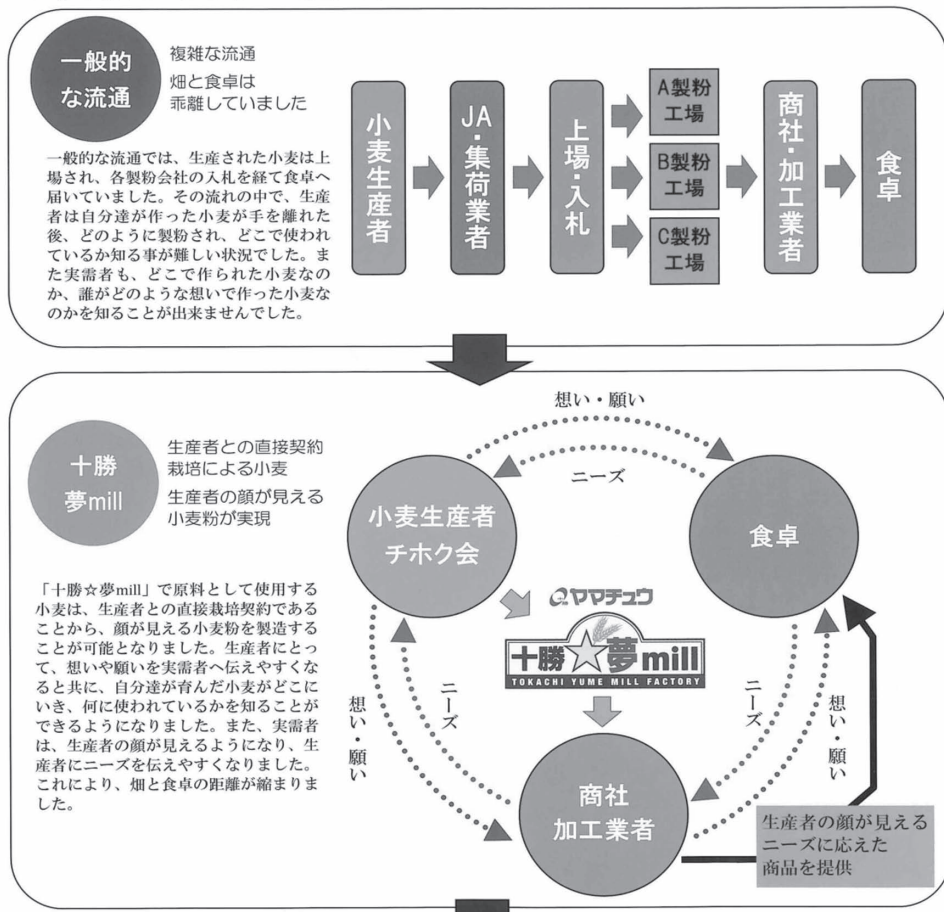 一般的
な流通
複雑な流通
畑と食卓は
乖離していました
一般的な流通では、生産された小麦は上
場され、各製粉会社の入札を経て食卓へ
届いていました。その流れの中で、生産
者は自分達が作った小麦が手を離れた
後、どのように製粉され、どこで使われ
ているか知る事が難しい状況でした。ま
た実需者も、どこで作られた小麦なの
か、誰がどのような想いで作った小麦な
のかを知ることが出来ませんでした。
小麦生産者
JA・集荷業者
上場・入札
A製粉
工場
B製粉
工場
C製粉
工場
商社・加工業者
食卓
十勝
夢mill
生産者との直接契約
栽培による小麦
生産者の顔が見える
小麦粉が実現
「十勝☆夢mill」で原料として使用する
小麦は、生産者との直接栽培契約であ
ることから、顔が見える小麦粉を製造する
ことが可能となりました。生産者にとっ
て、想いや願いを実需者へ伝えやすくな
ると共に、自分達が育んだ小麦がどこに
いき、何に使われているかを知ることが
できるようになりました。また、実需者
は、生産者の顔が見えるようになり、生
産者にニーズを伝えやすくなりました。
これにより、畑と食卓の距離が縮まりま
した。
想い・願い
ニーズ
小麦生産者
チホク会
食卓
ヤマチュウ
十勝☆夢mill
TOKACHI YUME MILL FACTORY
想い・願い
ニーズ
ニーズ
想い・願い
商社
加工業者
生産者の顔が見える
ニーズに応えた
商品を提供